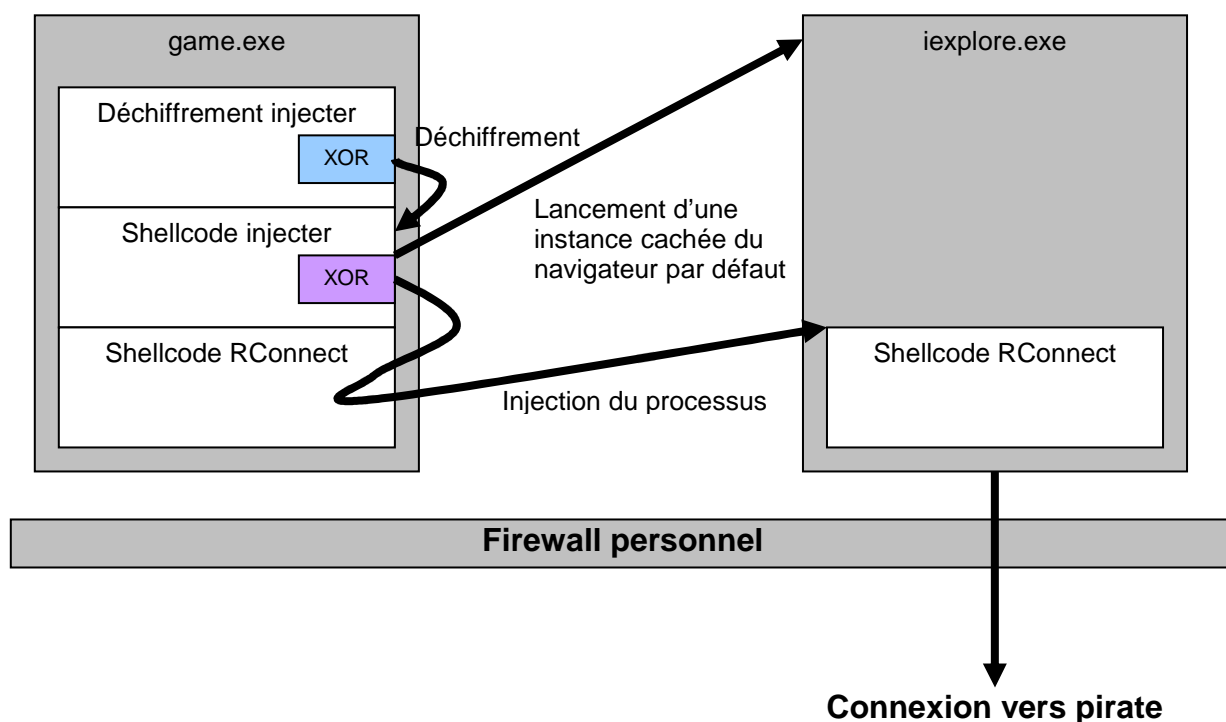 game.exe
iexplore.exe
Déchiffrement injecter
XOR
Déchiffrement
Shellcode injecter
XOR
Lancement d’une
instance cachée du
navigateur par défaut
Shellcode RConnect
Shellcode RConnect
Injection du processus
Firewall personnel
Connexion vers pirate